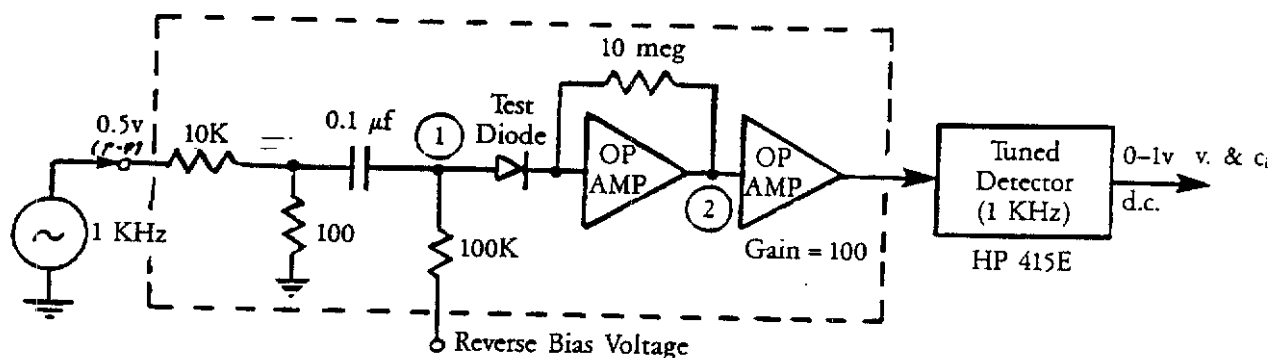 10 meg
0.5v
(p-p)
10K
0.1 µf
1
Test
Diode
OP
AMP
2
OP
AMP
Gain = 100
Tuned
Detector
(1 KHz)
HP 415E
0–1v v. & c
d.c.
1 KHz
100
100K
Reverse Bias Voltage